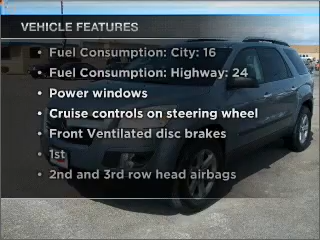 VEHICLE FEATURES
• Fuel Consumption: City: 16
• Fuel Consumption: Highway: 24
• Power windows
• Cruise controls on steering wheel
• Front Ventilated disc brakes
• 1st
• 2nd and 3rd row head airbags